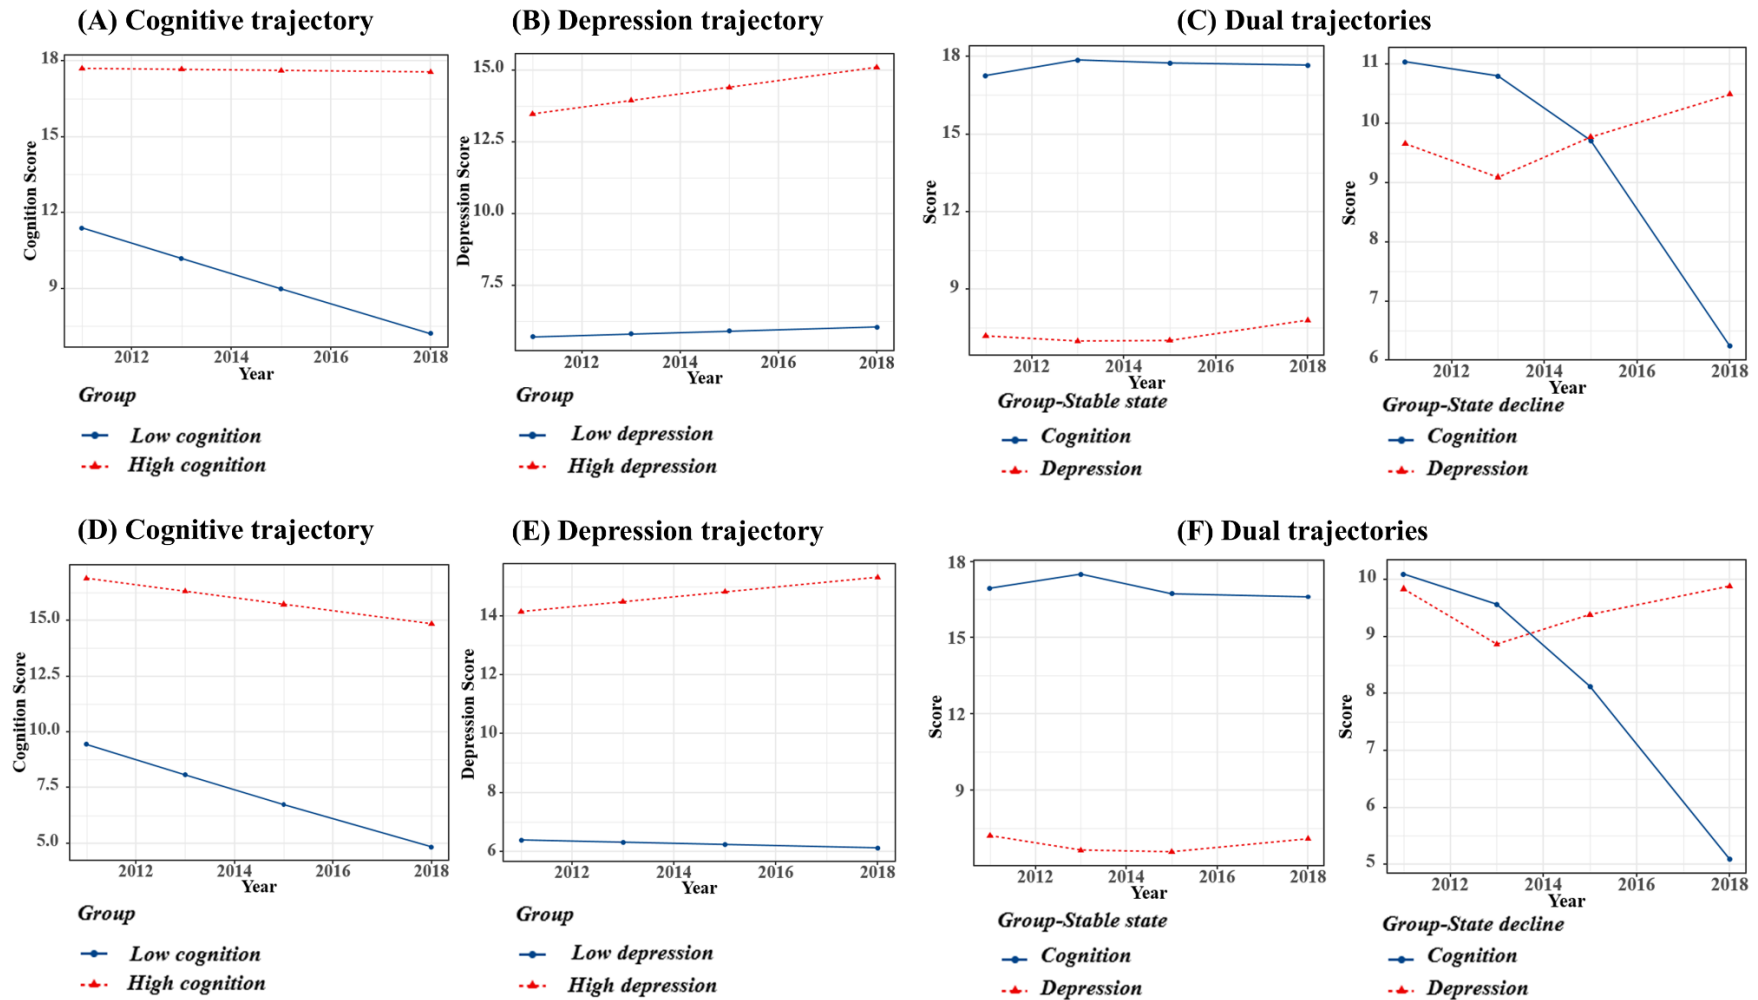 (A) Cognitive trajectory
18
15
12
9
Cognition Score
2012 2014 2016 2018
Year
Group
Low cognition
High cognition
(B) Depression trajectory
15.0
12.5
10.0
7.5
Depression Score
2012 2014 2016 2018
Year
Group
Low depression
High depression
(C) Dual trajectories
18
15
12
9
Score
2012 2014 2016 2018
Year
Group-Stable state
Cognition
Depression
11
10
9
8
7
6
Score
2012 2014 2016 2018
Year
Group-State decline
Cognition
Depression
(D) Cognitive trajectory
15.0
12.5
10.0
7.5
5.0
Cognition Score
2012 2014 2016 2018
Year
Group
Low cognition
High cognition
(E) Depression trajectory
14
12
10
8
6
Depression Score
2012 2014 2016 2018
Year
Group
Low depression
High depression
(F) Dual trajectories
18
15
12
9
Score
2012 2014 2016 2018
Year
Group-Stable state
Cognition
Depression
10
9
8
7
6
5
Score
2012 2014 2016 2018
Year
Group-State decline
Cognition
Depression